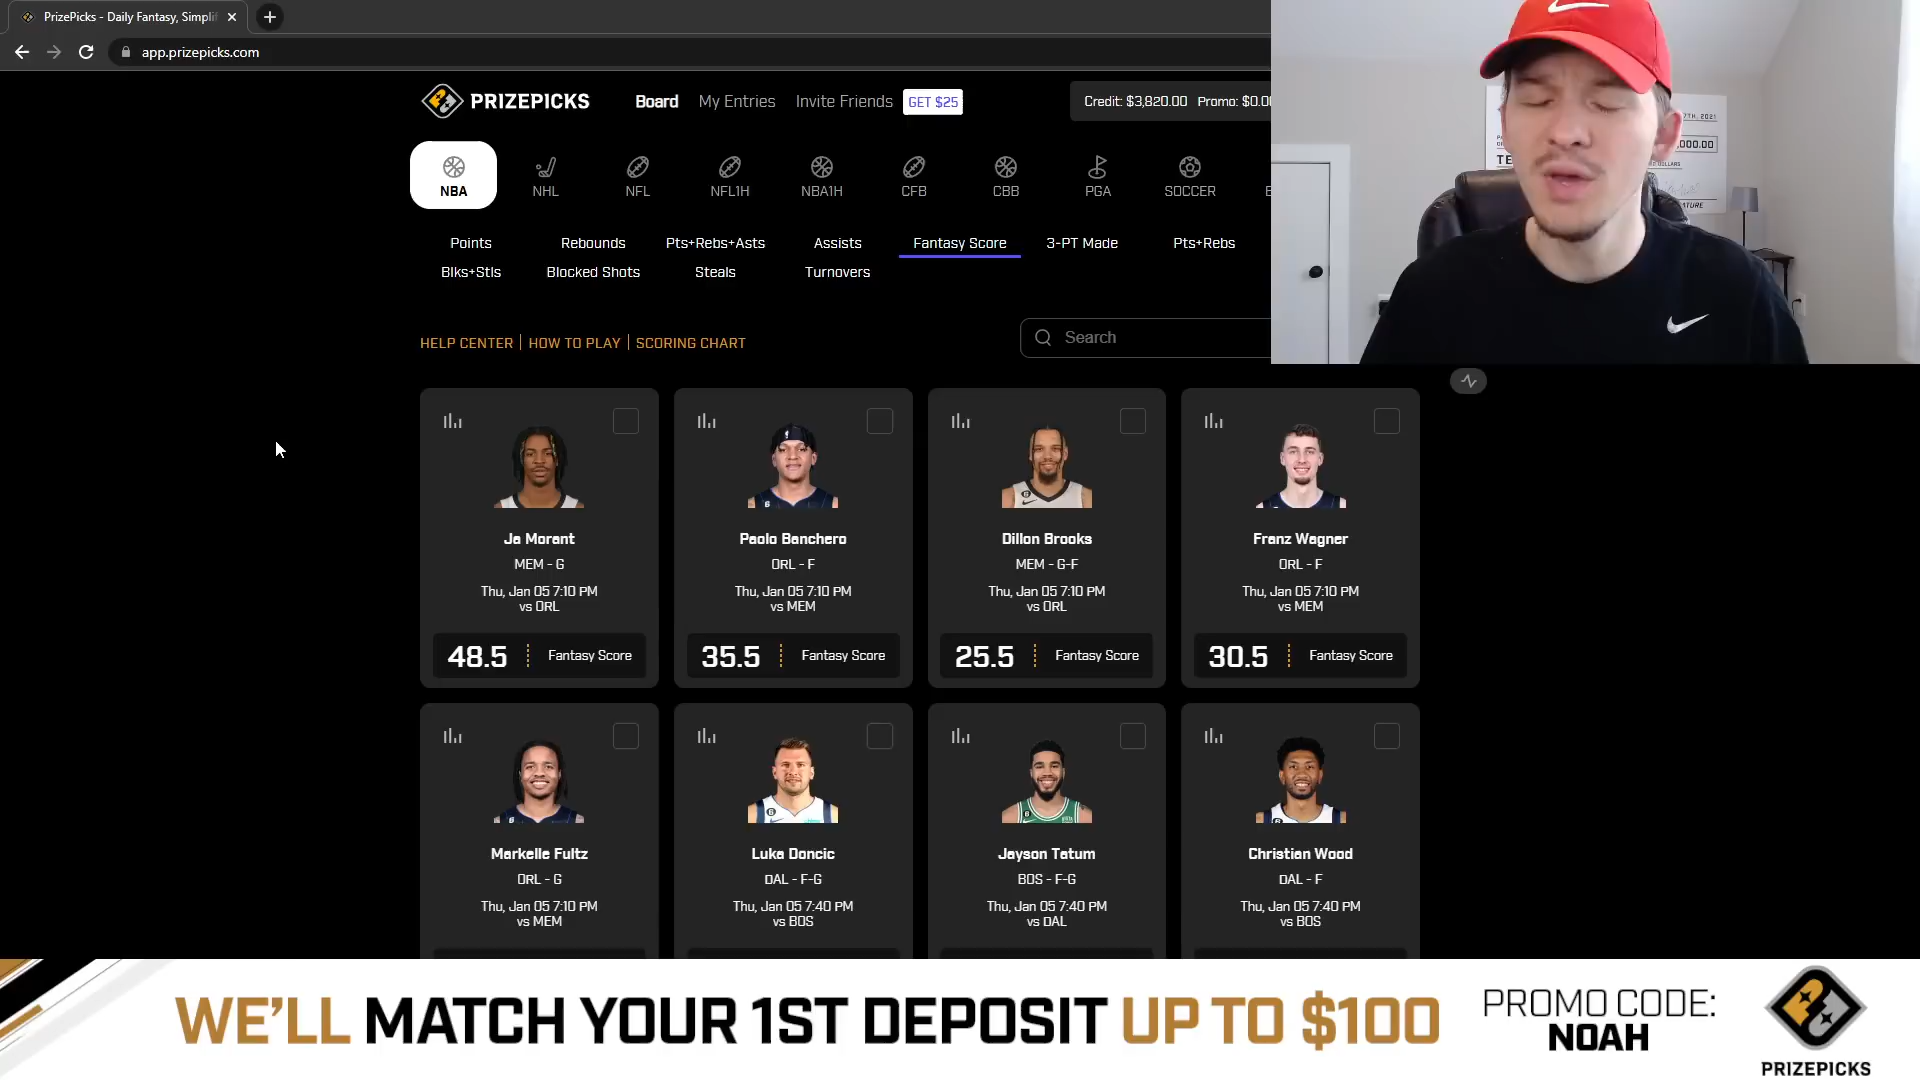 PrizePicks - Daily Fantasy, Simpli
app.prizepicks.com
PRIZEPICKS
Board
My Entries
Invite Friends
GET $25
Credit: $3,820.00 Promo: $0.0
NBA
NHL
NFL
NFL1H
NBA1H
CFB
CBB
PGA
SOCCER
Points
Rebounds
Pts+Rebs+Asts
Assists
Fantasy Score
3-PT Made
Pts+Rebs
Blks+Stls
Blocked Shots
Steals
Turnovers
HELP CENTER
HOW TO PLAY
SCORING CHART
Search
7TH, 2021
,000.00
Ja Morant
MEM - G
Thu, Jan 05 7:10 PM
vs ORL
48.5
Fantasy Score
Paolo Banchero
ORL - F
Thu, Jan 05 7:10 PM
vs MEM
35.5
Fantasy Score
Dillon Brooks
MEM - G-F
Thu, Jan 05 7:10 PM
vs ORL
25.5
Fantasy Score
Franz Wagner
ORL - F
Thu, Jan 05 7:10 PM
vs MEM
30.5
Fantasy Score
Markelle Fultz
ORL - G
Thu, Jan 05 7:10 PM
vs MEM
Luka Doncic
DAL - F-G
Thu, Jan 05 7:40 PM
vs BOS
Jayson Tatum
BOS - F-G
Thu, Jan 05 7:40 PM
vs DAL
Christian Wood
DAL - F
Thu, Jan 05 7:40 PM
vs BOS
WE'LL MATCH YOUR 1ST DEPOSIT UP TO $100
PROMO CODE:
NOAH
PRIZEPICKS